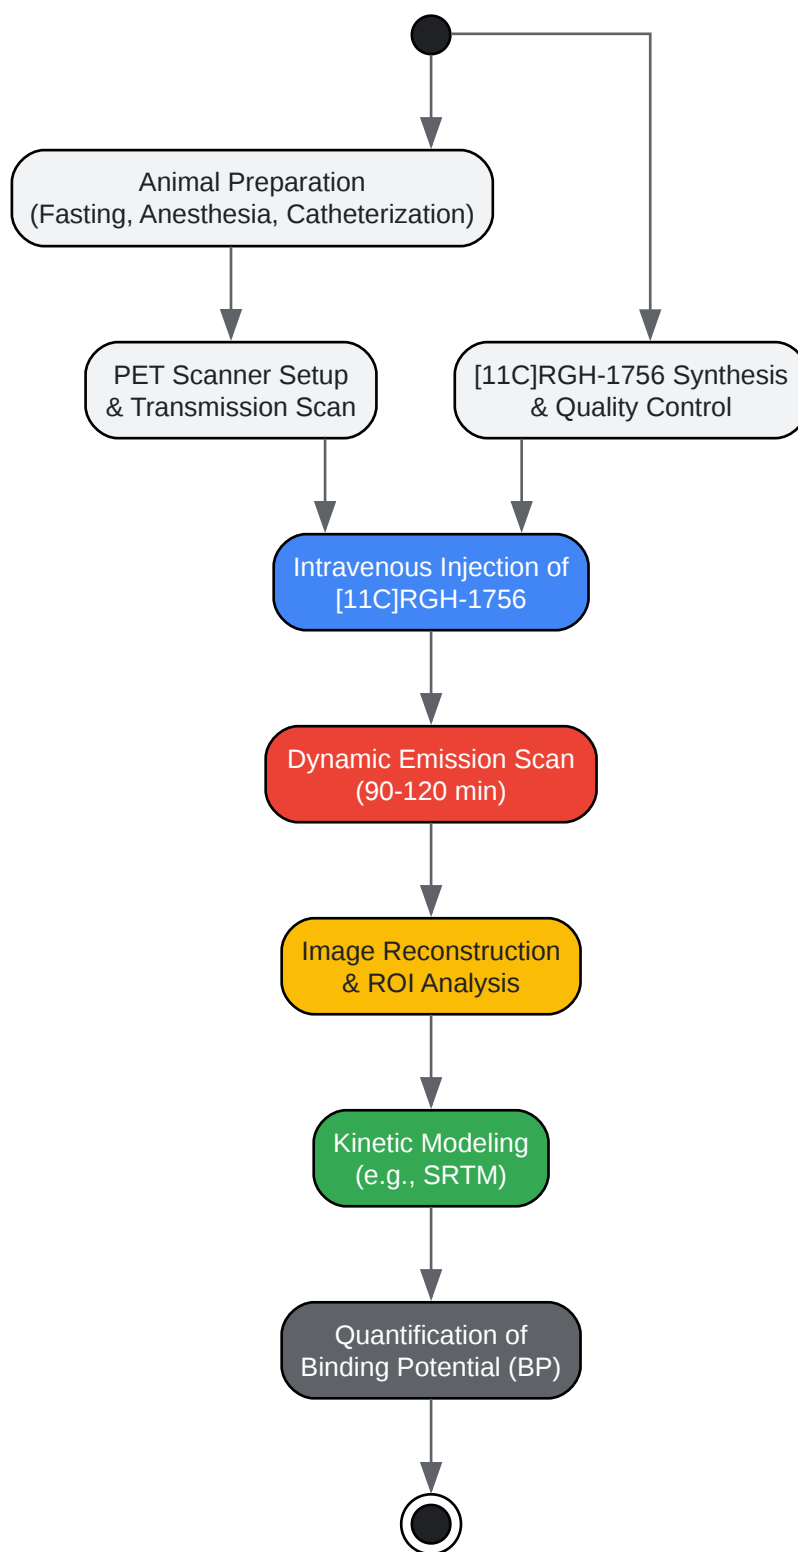 Animal Preparation
(Fasting, Anesthesia, Catheterization)
PET Scanner Setup
& Transmission Scan
[11C]RGH-1756 Synthesis
& Quality Control
Intravenous Injection of
[11C]RGH-1756
Dynamic Emission Scan
(90-120 min)
Image Reconstruction
& ROI Analysis
Kinetic Modeling
(e.g., SRTM)
Quantification of
Binding Potential (BP)